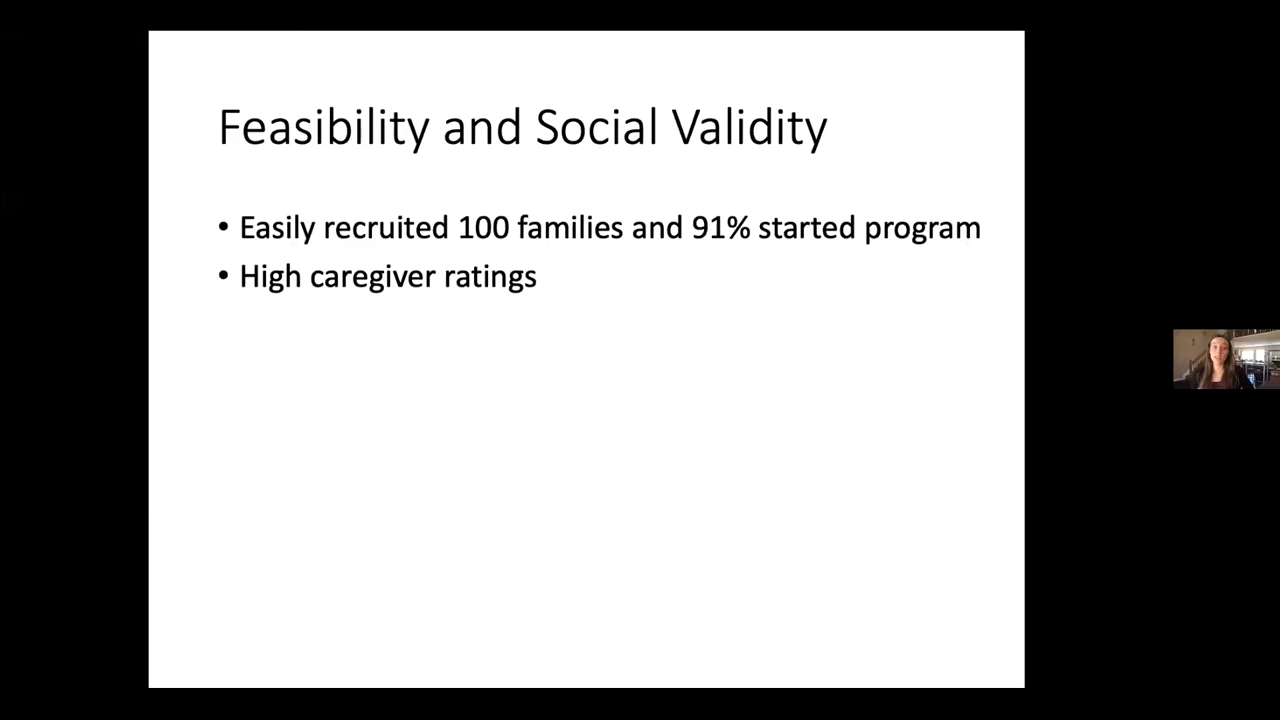 Feasibility and Social Validity
• Easily recruited 100 families and 91% started program
• High caregiver ratings